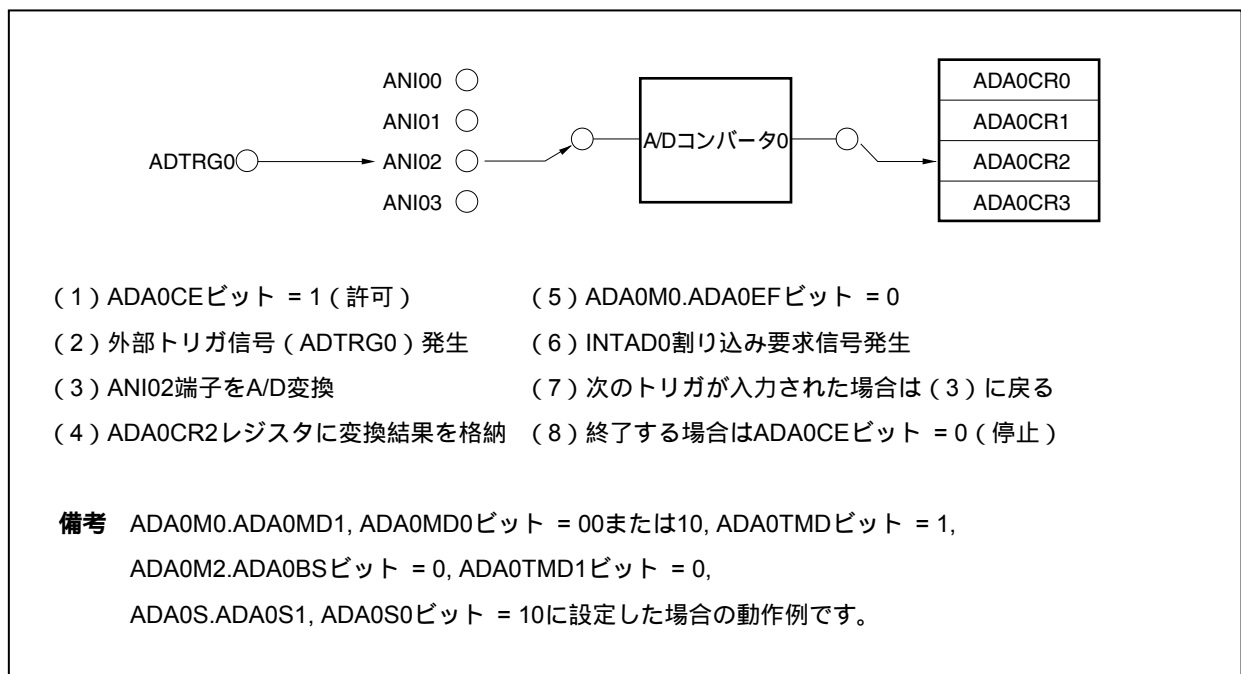 ANI00
ANI01
ADTRG0
ANI02
ANI03
A/Dコンバータ0
ADA0CR0
ADA0CR1
ADA0CR2
ADA0CR3
(1)ADA0CEビット = 1(許可)
(2)外部トリガ信号(ADTRG0)発生
(3)ANI02端子をA/D変換
(4)ADA0CR2レジスタに変換結果を格納
(5)ADA0M0.ADA0EFビット = 0
(6)INTAD0割り込み要求信号発生
(7)次のトリガが入力された場合は(3)に戻る
(8)終了する場合はADA0CEビット = 0(停止)
備考 ADA0M0.ADA0MD1, ADA0MD0ビット = 00または10, ADA0TMDビット = 1,
ADA0M2.ADA0BSビット = 0, ADA0TMD1ビット = 0,
ADA0S.ADA0S1, ADA0S0ビット = 10に設定した場合の動作例です。